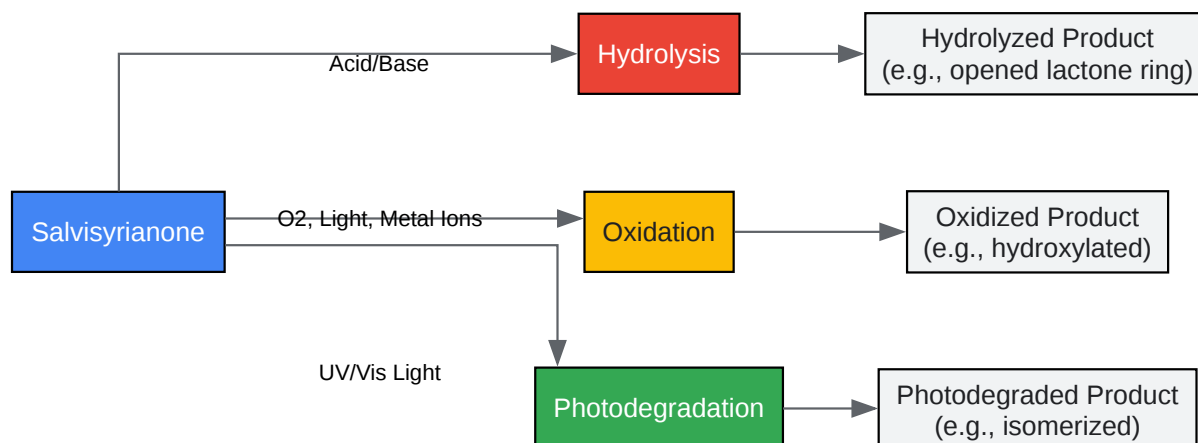 Acid/Base
Hydrolysis
Hydrolyzed Product
(e.g., opened lactone ring)
Salvisyrianone
O2, Light, Metal Ions
Oxidation
Oxidized Product
(e.g., hydroxylated)
UV/Vis Light
Photodegradation
Photodegraded Product
(e.g., isomerized)